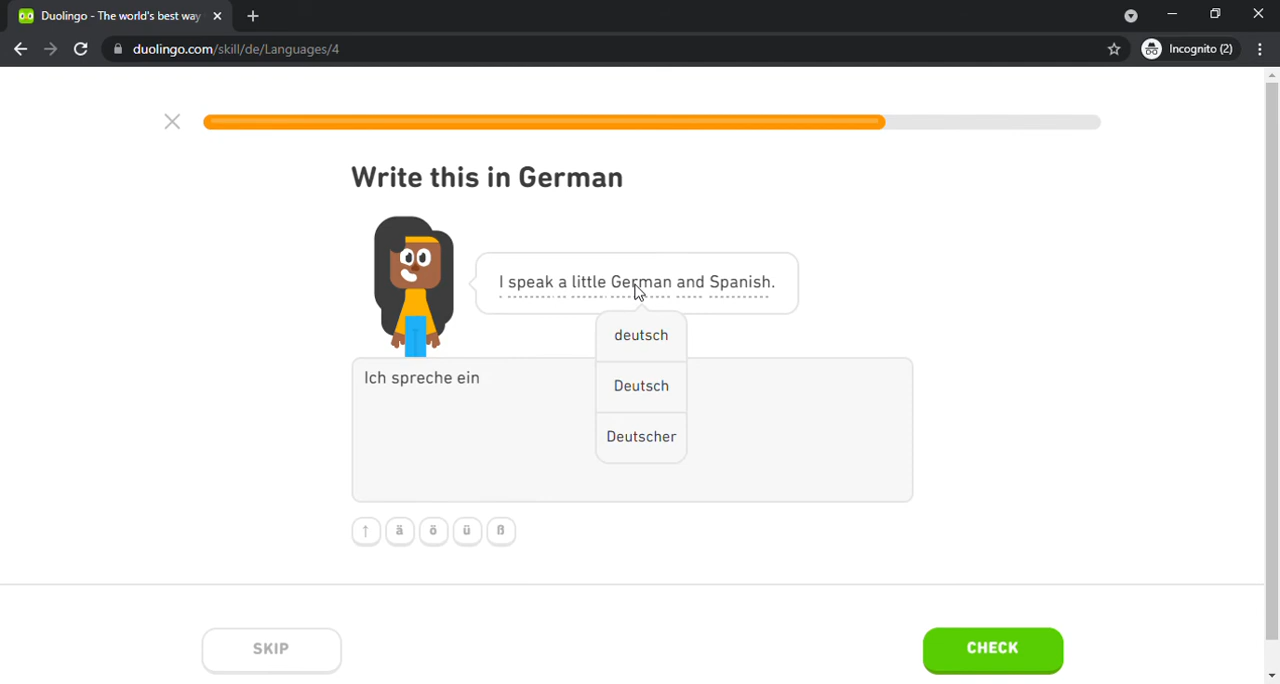 Duolingo - The world's best way
duolingo.com/skill/de/Languages/4
Incognito (2)
Write this in German
I speak a little German and Spanish.
deutsch
Deutsch
Deutscher
Ich spreche ein
↑ ä ö ü ß
SKIP
CHECK